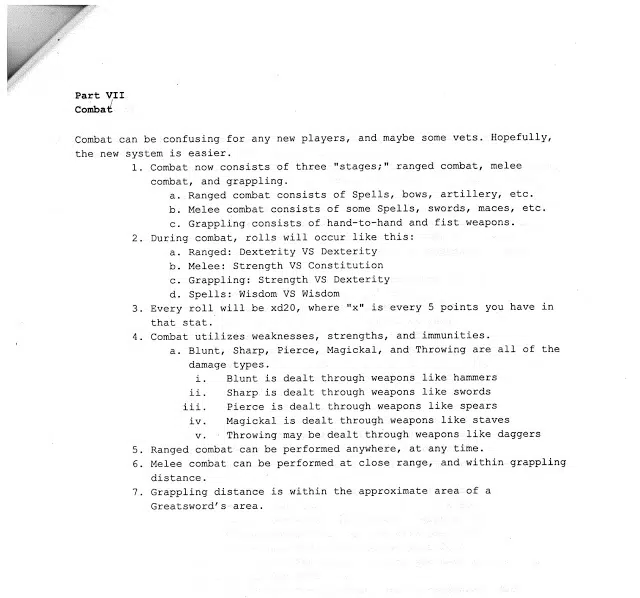 Part VII
Combat
Combat can be confusing for any new players, and maybe some vets. Hopefully,
the new system is easier.
1. Combat now consists of three "stages;" ranged combat, melee
combat, and grappling.
a. Ranged combat consists of Spells, bows, artillery, etc.
b. Melee combat consists of some Spells, swords, maces, etc.
c. Grappling consists of hand-to-hand and fist weapons.
2. During combat, rolls will occur like this:
a. Ranged: Dexterity VS Dexterity
b. Melee: Strength VS Constitution
c. Grappling: Strength VS Dexterity
d. Spells: Wisdom VS Wisdom
3. Every roll will be xd20, where "x" is every 5 points you have in
that stat.
4. Combat utilizes weaknesses, strengths, and immunities.
a. Blunt, Sharp, Pierce, Magickal, and Throwing are all of the
damage types.
i. Blunt is dealt through weapons like hammers
ii. Sharp is dealt through weapons like swords
iii. Pierce is dealt through weapons like spears
iv. Magickal is dealt through weapons like staves
v. Throwing may be dealt through weapons like daggers
5. Ranged combat can be performed anywhere, at any time.
6. Melee combat can be performed at close range, and within grappling
distance.
7. Grappling distance is within the approximate area of a
Greatsword's area.